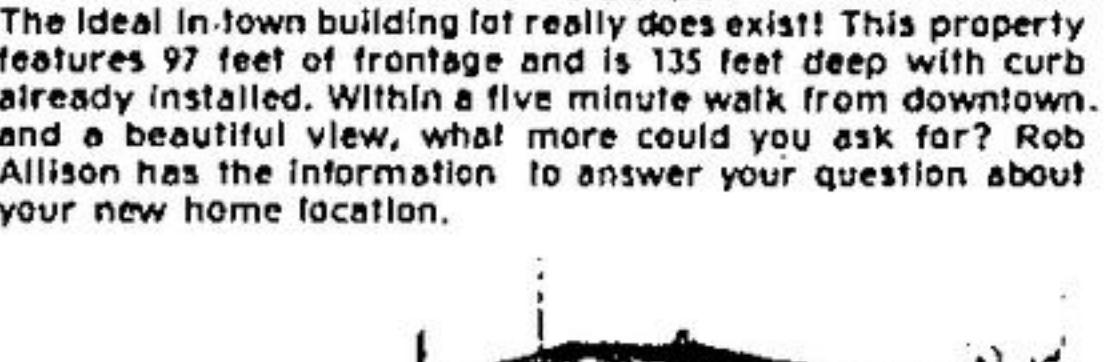 The ideal in-town building lot really does exist! This property
features 97 feet of frontage and is 135 feet deep with curb
already installed. Within a five minute walk from downtown.
and a beautiful view, what more could you ask for? Rob
Allison has the information to answer your question about
your new home location.